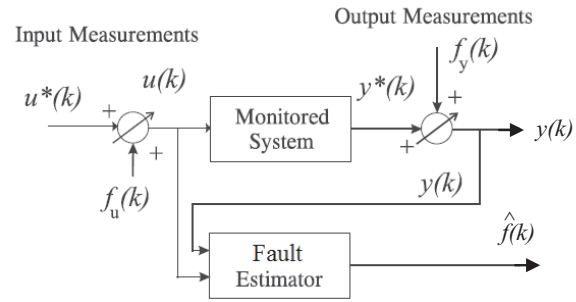 Output Measurements
Input Measurements
f_y(k)
u*(k)
u(k)
y*(k)
+
+
+
+
Monitored
System
y(k)
f_u(k)
y(k)
f̂(k)
Fault
Estimator